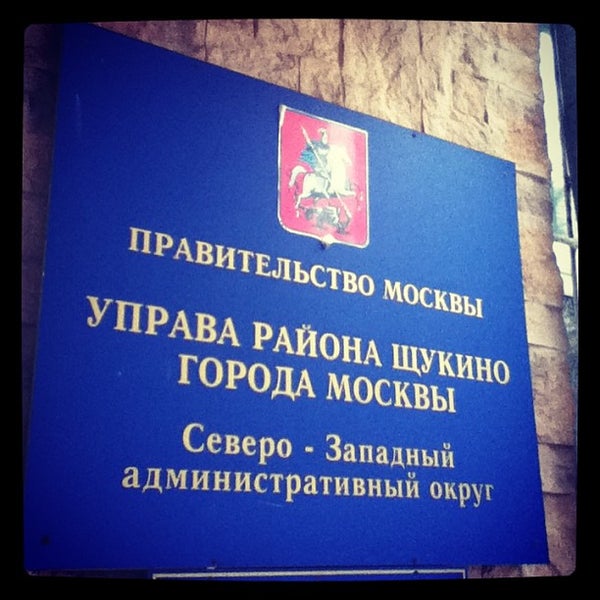 ПРАВИТЕЛЬСТВО МОСКВЫ
УПРАВА РАЙОНА ЩУКИНО
ГОРОДА МОСКВЫ
Северо - Западный
административный округ